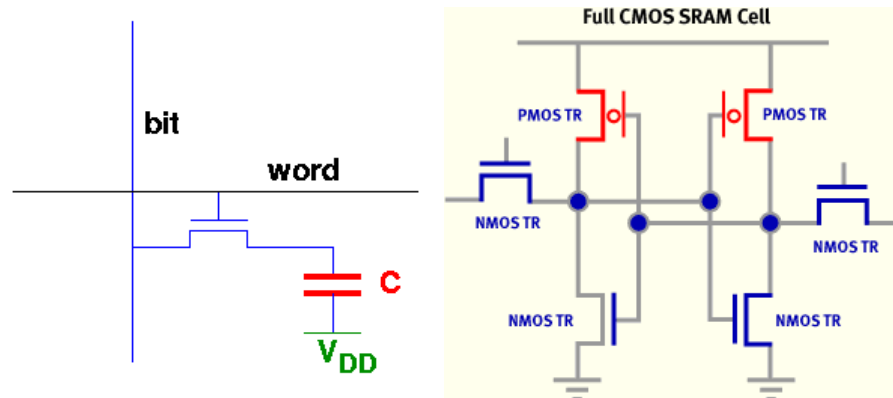 bit
word
C
VDD
Full CMOS SRAM Cell
PMOS TR
PMOS TR
NMOS TR
NMOS TR
NMOS TR
NMOS TR